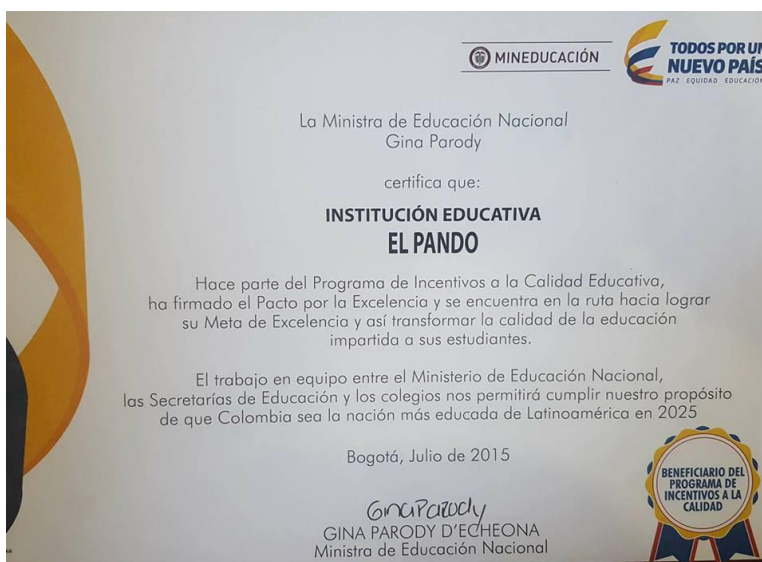 MINEDUCACIÓN
TODOS POR UN
NUEVO PAÍS
PAZ EQUIDAD EDUCACIÓN
La Ministra de Educación Nacional
Gina Parody
certifica que:
INSTITUCIÓN EDUCATIVA
EL PANDO
Hace parte del Programa de Incentivos a la Calidad Educativa,
ha firmado el Pacto por la Excelencia y se encuentra en la ruta hacia lograr
su Meta de Excelencia y así transformar la calidad de la educación
impartida a sus estudiantes.
El trabajo en equipo entre el Ministerio de Educación Nacional,
las Secretarías de Educación y los colegios nos permitirá cumplir nuestro propósito
de que Colombia sea la nación más educada de Latinoamérica en 2025
Bogotá, Julio de 2015
Gina Parody
GINA PARODY D'ECHEONA
Ministra de Educación Nacional
BENEFICIARIO DEL
PROGRAMA DE
INCENTIVOS A LA
CALIDAD